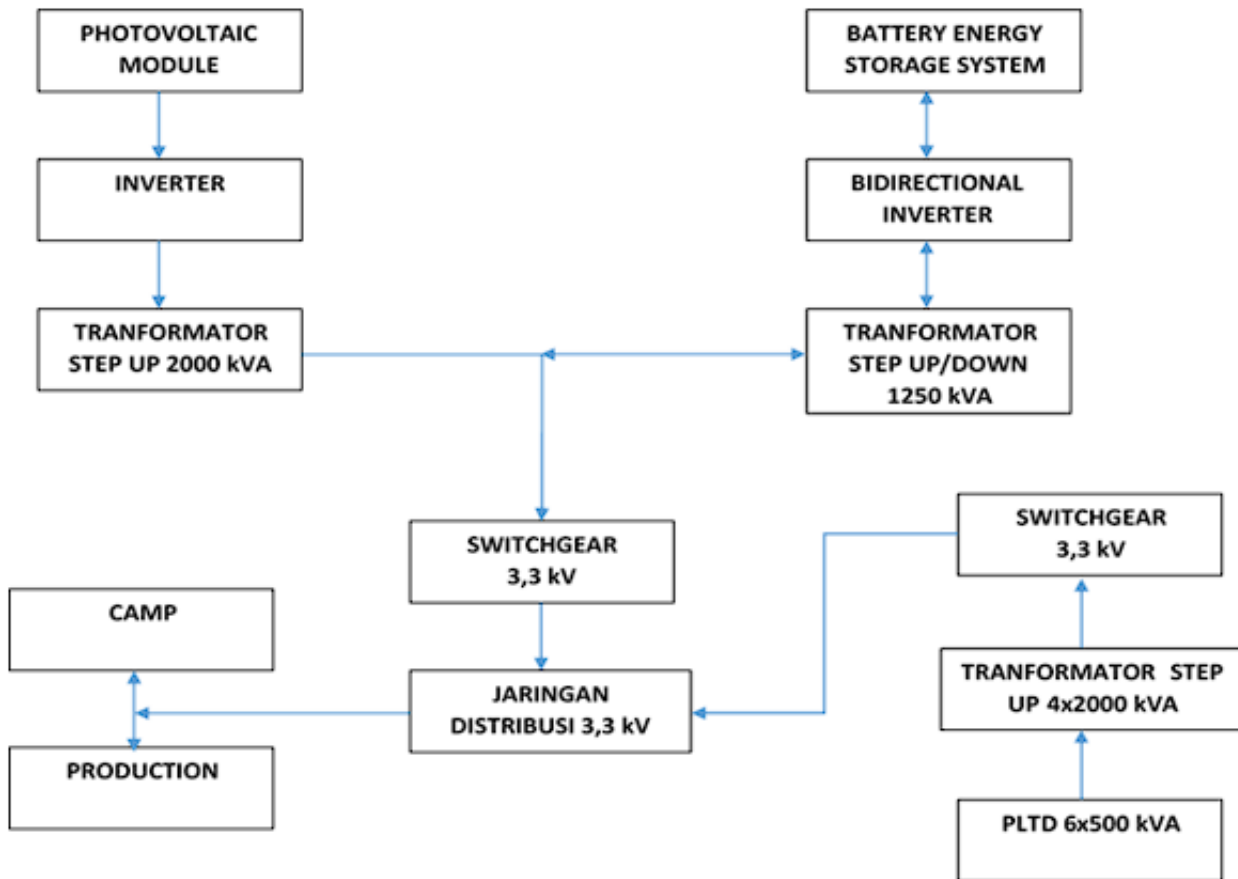 PHOTOVOLTAIC
MODULE
BATTERY ENERGY
STORAGE SYSTEM
INVERTER
BIDIRECTIONAL
INVERTER
TRANFORMATOR
STEP UP 2000 kVA
TRANFORMATOR
STEP UP/DOWN
1250 kVA
SWITCHGEAR
3,3 kV
SWITCHGEAR
3,3 kV
CAMP
JARINGAN
DISTRIBUSI 3,3 kV
TRANFORMATOR STEP
UP 4x2000 kVA
PRODUCTION
PLTD 6x500 kVA